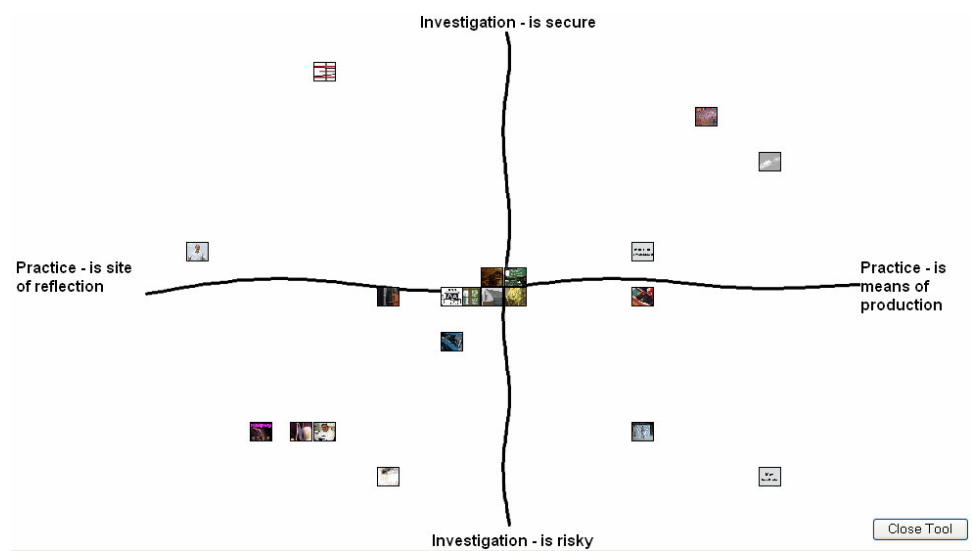 Investigation - is secure
Practice - is site
of reflection
Practice - is
means of
production
Investigation - is risky
Close Tool